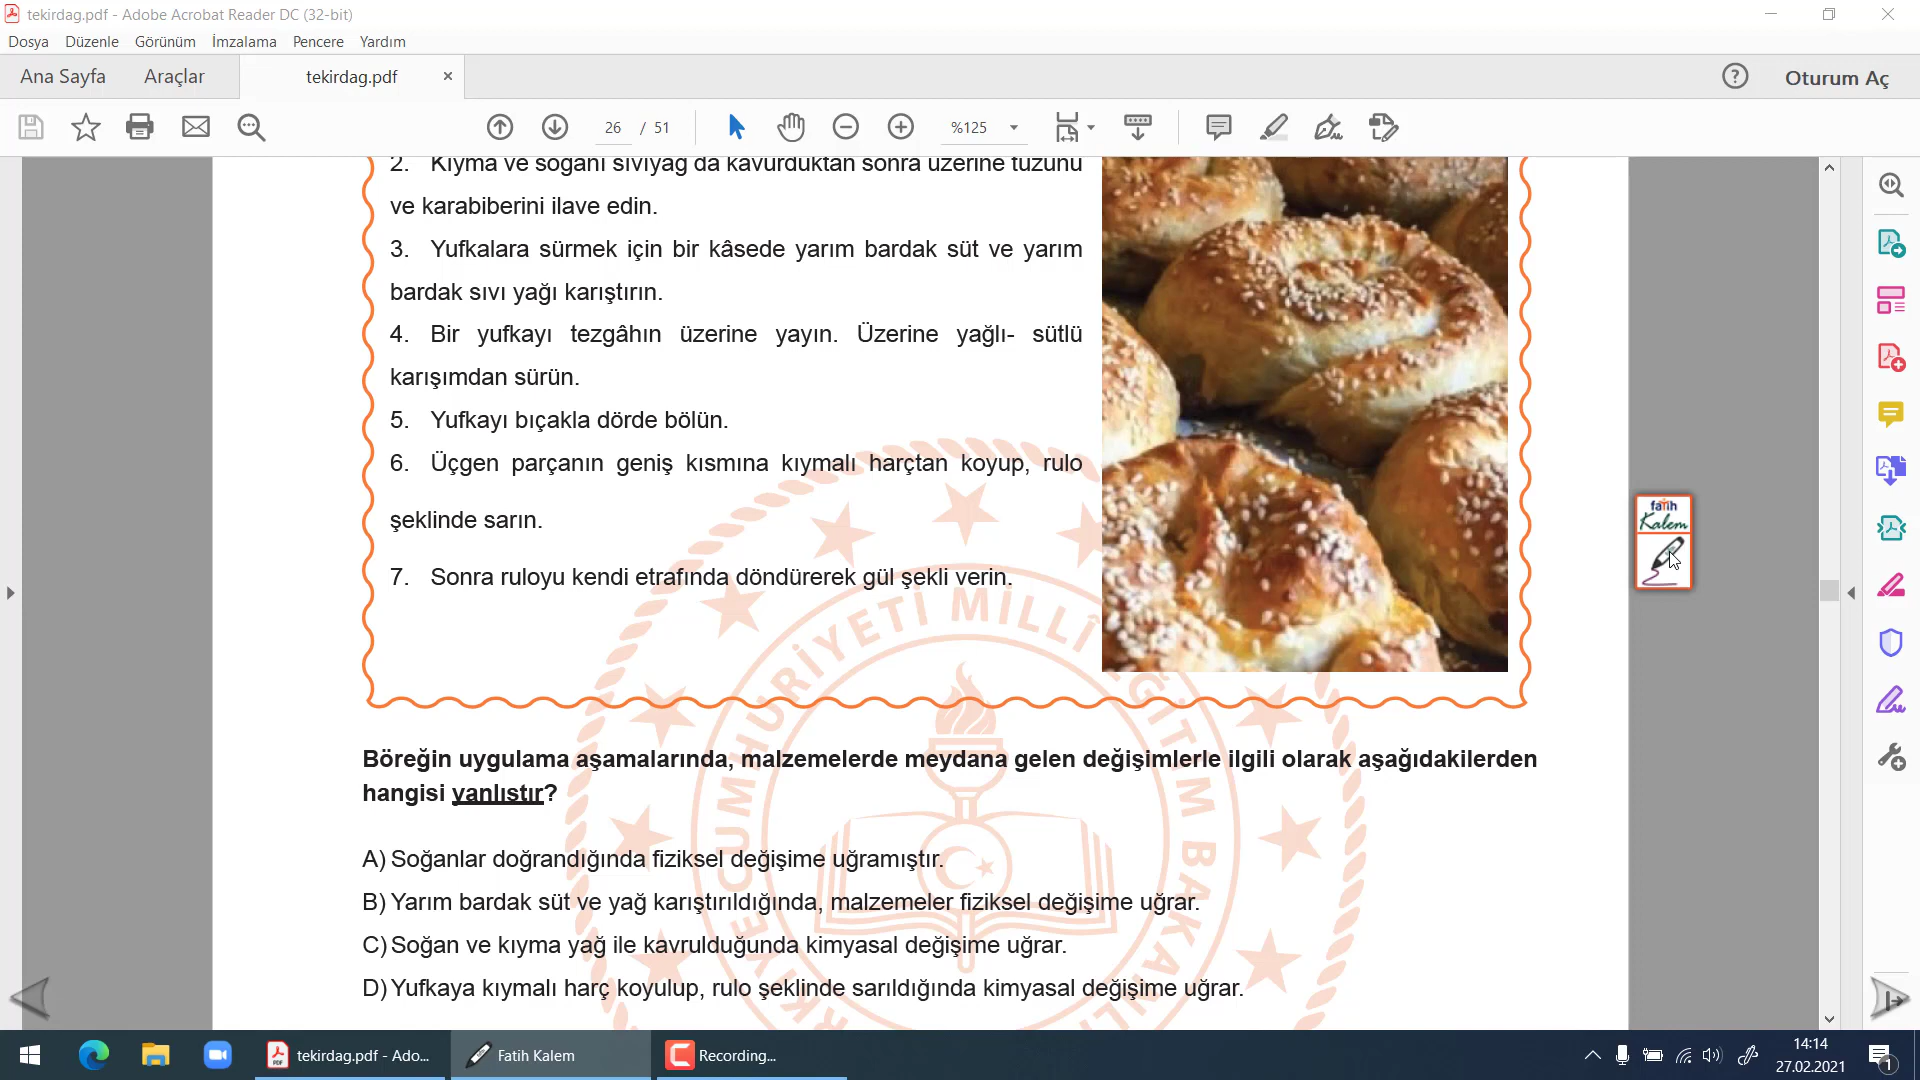 tekirdag.pdf - Adobe Acrobat Reader DC (32-bit)
Dosya Düzenle Görünüm İmzalama Pencere Yardım
Ana Sayfa Araçlar tekirdag.pdf Oturum Aç
26 / 51 %125
2. Kıyma ve soğanı sıvıyağ da kavurduktan sonra üzerine tuzunu
ve karabiberini ilave edin.
3. Yufkalara sürmek için bir kâsede yarım bardak süt ve yarım
bardak sıvı yağı karıştırın.
4. Bir yufkayı tezgâhın üzerine yayın. Üzerine yağlı- sütlü
karışımdan sürün.
5. Yufkayı bıçakla dörde bölün.
6. Üçgen parçanın geniş kısmına kıymalı harçtan koyup, rulo
şeklinde sarın.
7. Sonra ruloyu kendi etrafında döndürerek gül şekli verin.
fatih
Kalem
Böreğin uygulama aşamalarında, malzemelerde meydana gelen değişimlerle ilgili olarak aşağıdakilerden
hangisi yanlıştır?
A) Soğanlar doğrandığında fiziksel değişime uğramıştır.
B) Yarım bardak süt ve yağ karıştırıldığında, malzemeler fiziksel değişime uğrar.
C) Soğan ve kıyma yağ ile kavrulduğunda kimyasal değişime uğrar.
D) Yufkaya kıymalı harç koyulup, rulo şeklinde sarıldığında kimyasal değişime uğrar.
CUMHURİYETİ MİLLÎ
tekirdag.pdf - Ado... Fatih Kalem Recording...
14:14
27.02.2021
1